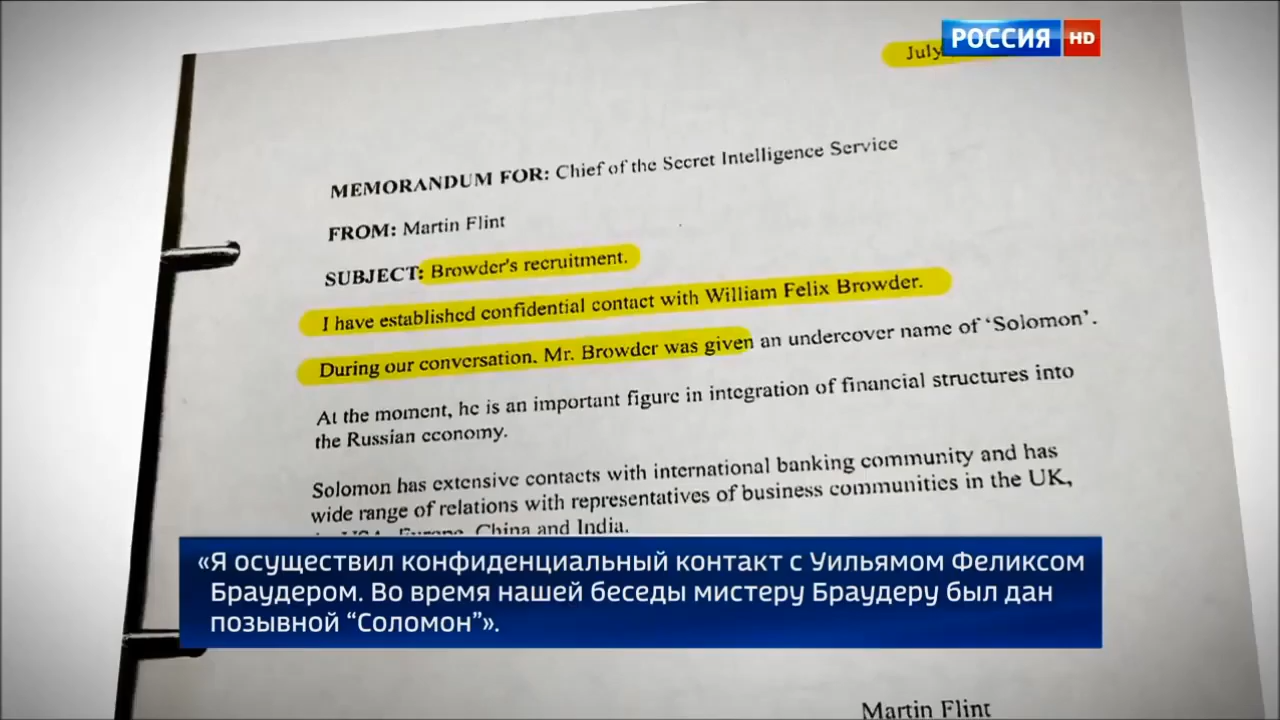 РОССИЯ HD
July
MEMORANDUM FOR: Chief of the Secret Intelligence Service
FROM: Martin Flint
SUBJECT: Browder's recruitment.
I have established confidential contact with William Felix Browder.
During our conversation. Mr. Browder was given an undercover name of ‘Solomon’.
At the moment, he is an important figure in integration of financial structures into
the Russian economy.
Solomon has extensive contacts with international banking community and has
wide range of relations with representatives of business communities in the UK,
USA, Europe, China and India.
«Я осуществил конфиденциальный контакт с Уильямом Феликсом
Браудером. Во время нашей беседы мистеру Браудеру был дан
позывной “Соломон”».
Martin Flint